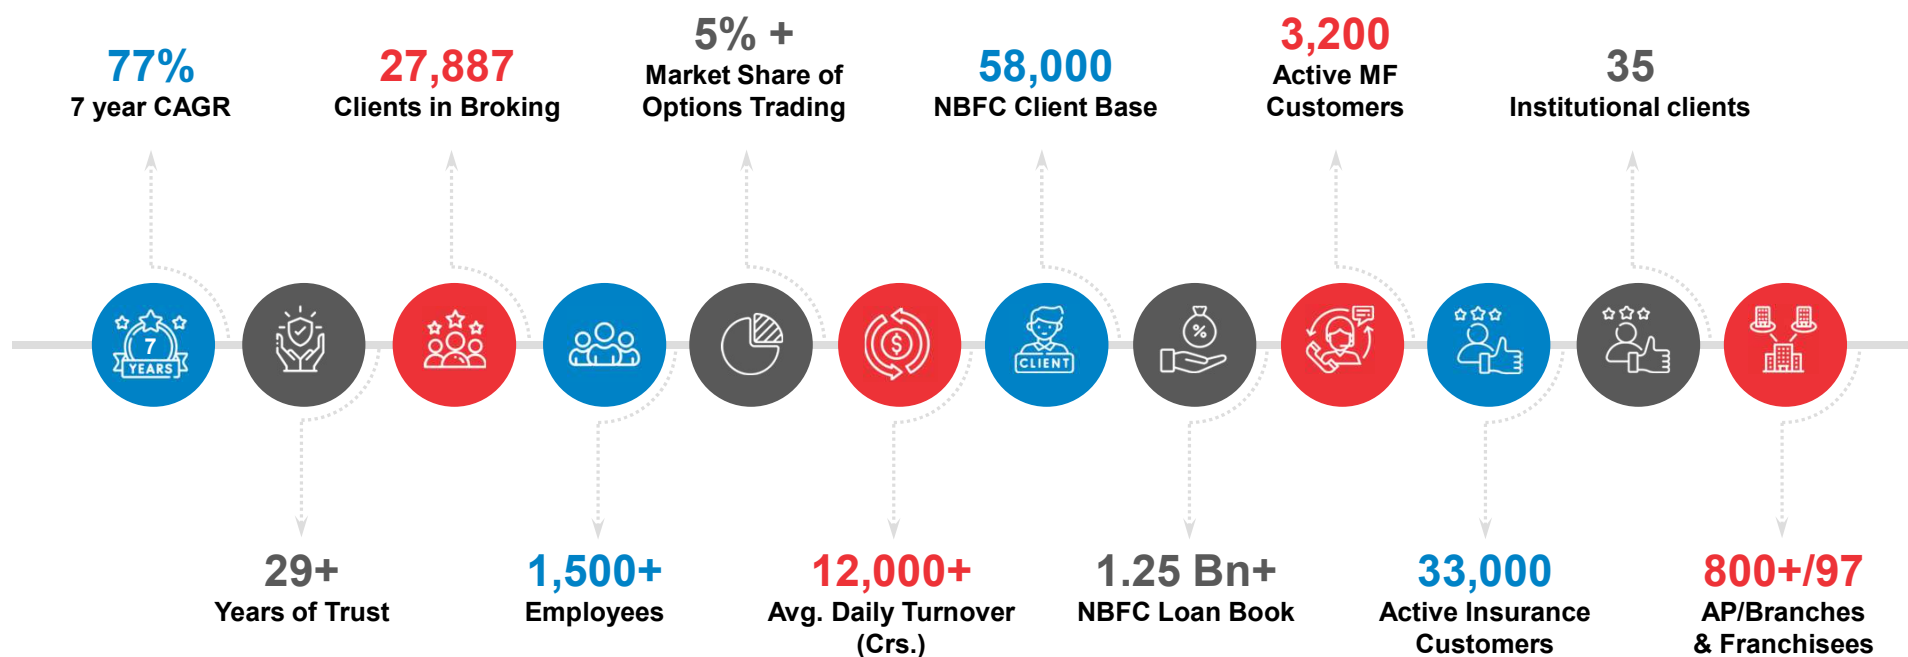 77%
7 year CAGR
27,887
Clients in Broking
5% +
Market Share of
Options Trading
58,000
NBFC Client Base
3,200
Active MF
Customers
35
Institutional clients
7
YEARS
$
CLIENT
%
29+
Years of Trust
1,500+
Employees
12,000+
Avg. Daily Turnover
(Crs.)
1.25 Bn+
NBFC Loan Book
33,000
Active Insurance
Customers
800+/97
AP/Branches
& Franchisees